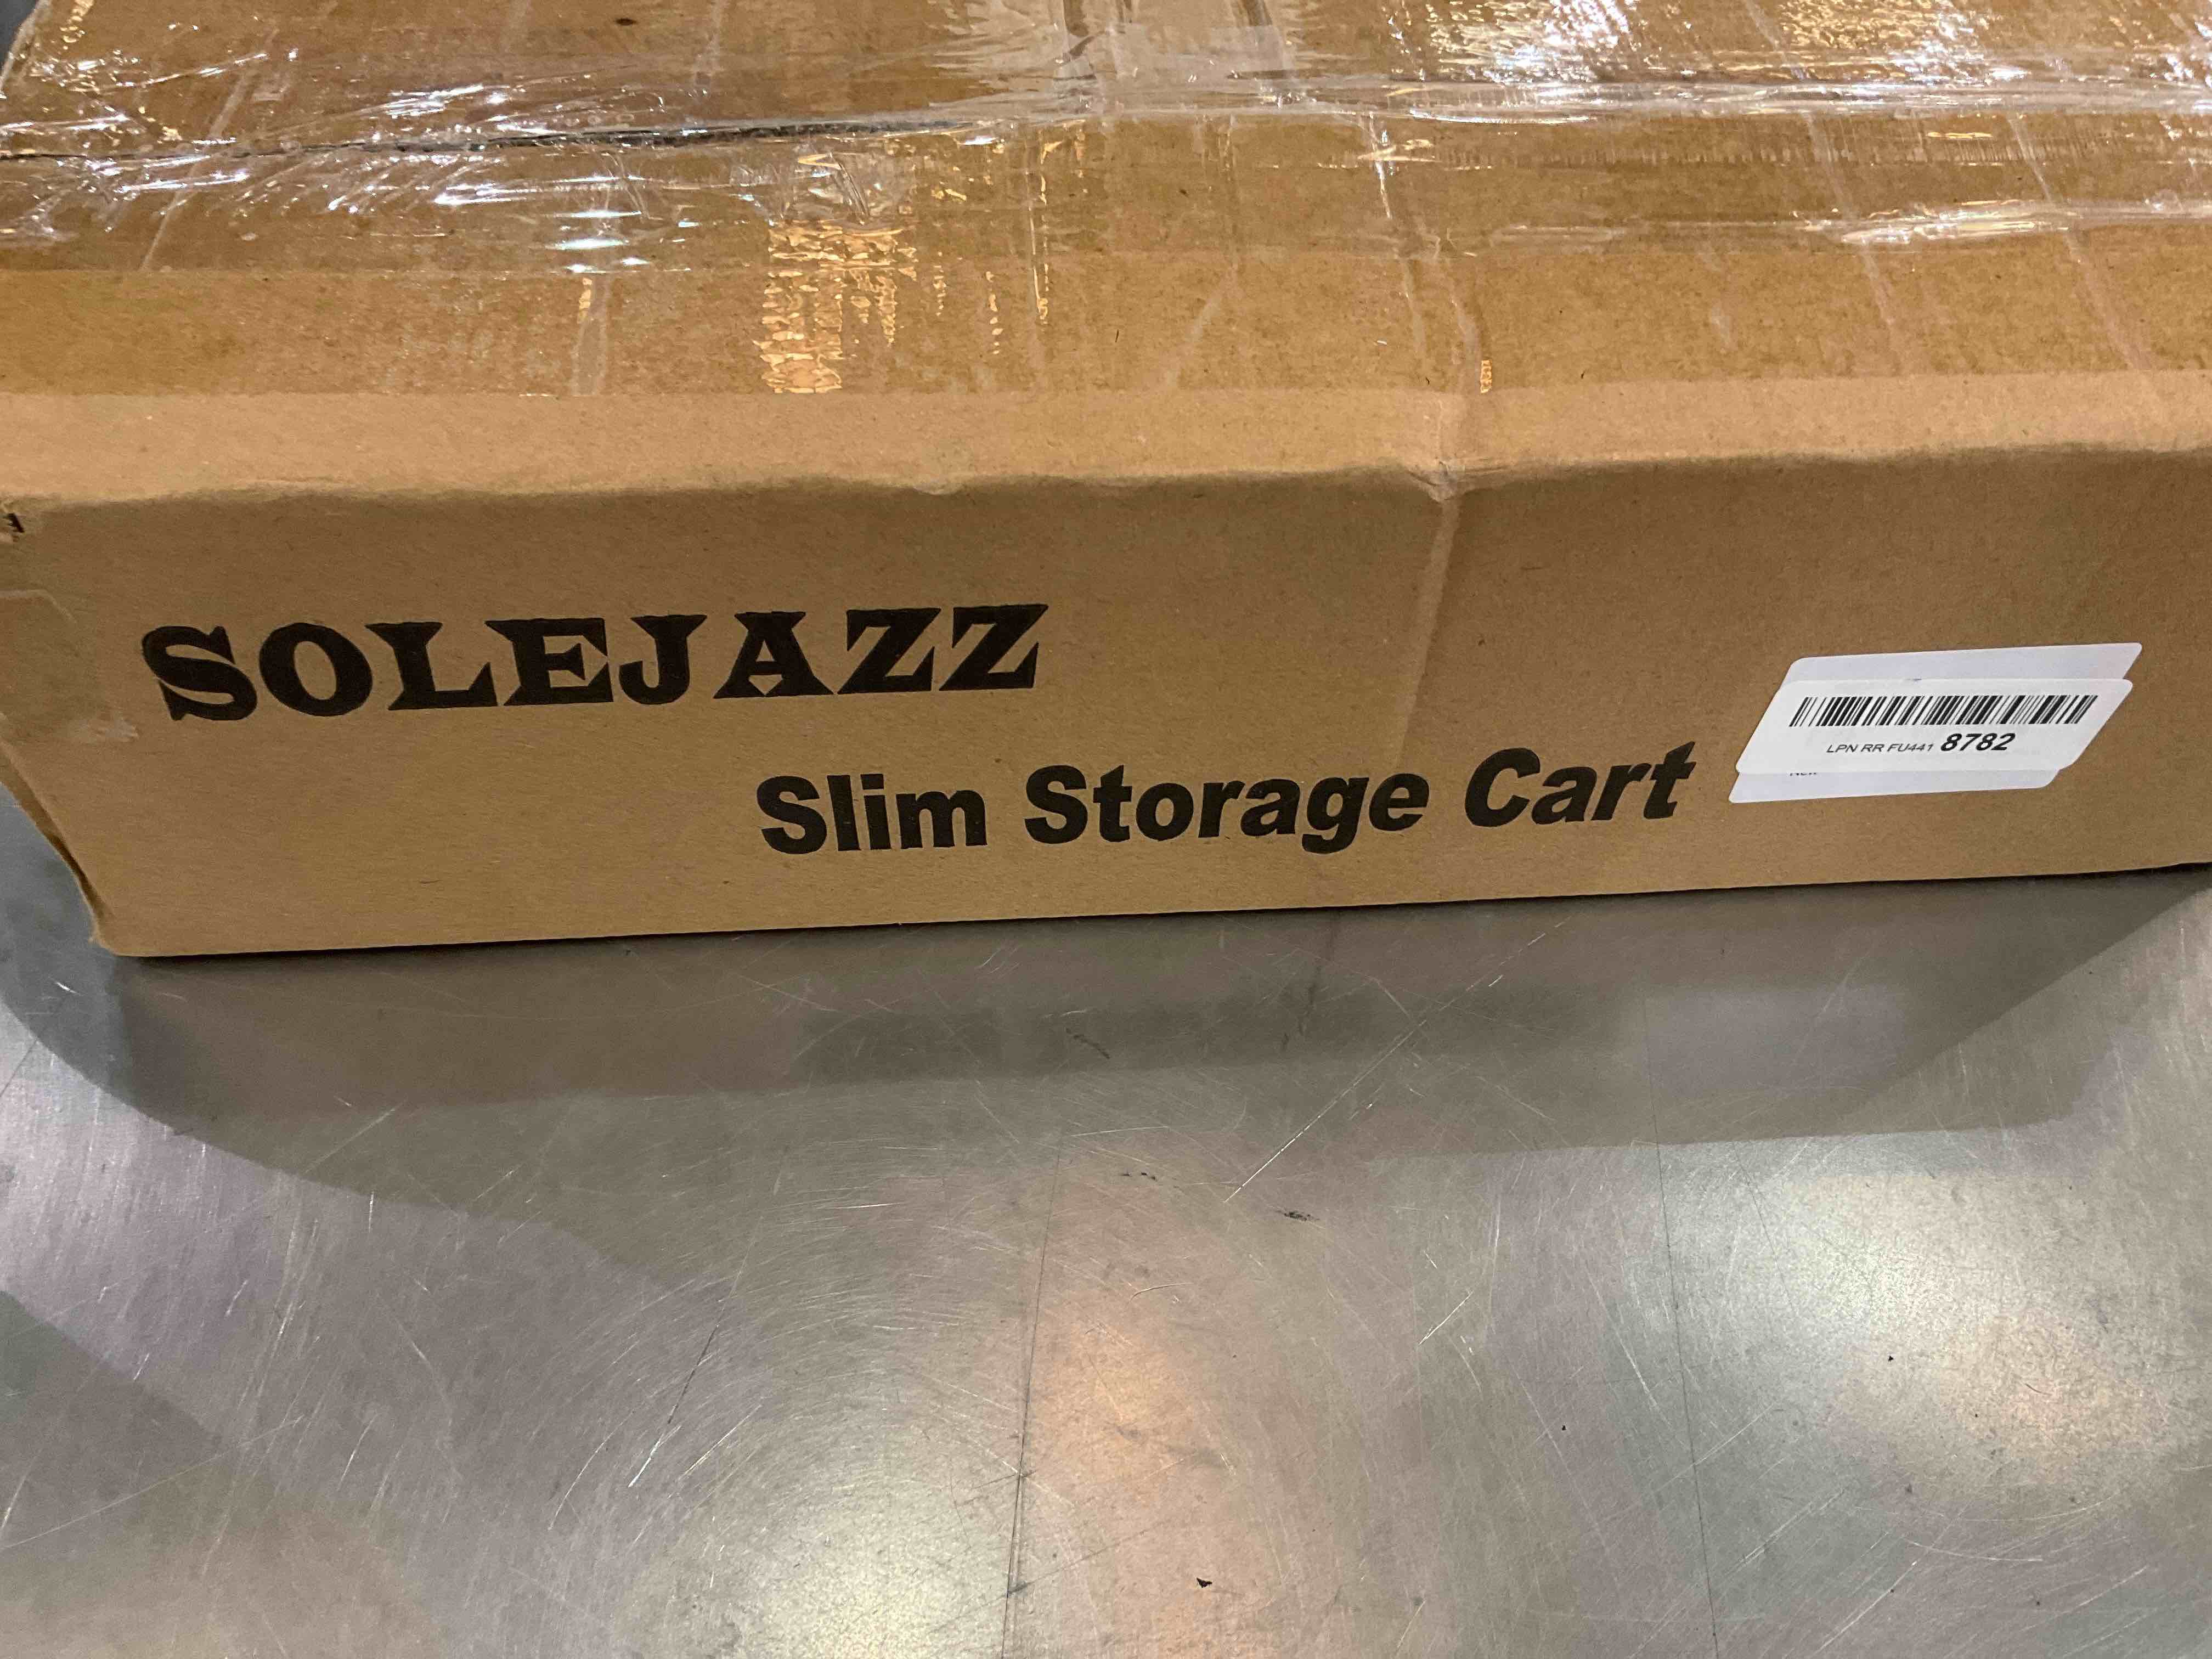 SOLEJAZZ
Slim Storage Cart
LPN RR FU441 8782